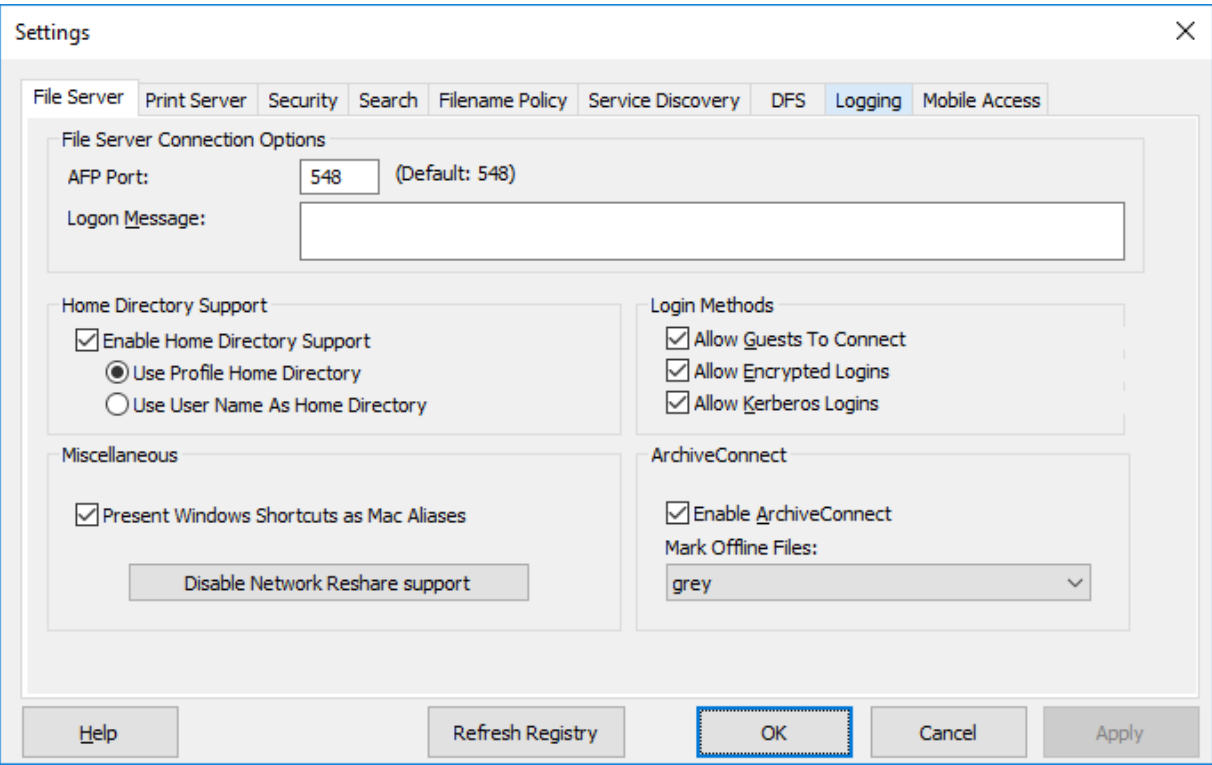 Settings
File Server Print Server Security Search Filename Policy Service Discovery DFS Logging Mobile Access
File Server Connection Options
AFP Port: 548 (Default: 548)
Logon Message:
Home Directory Support
Enable Home Directory Support
Use Profile Home Directory
Use User Name As Home Directory
Login Methods
Allow Guests To Connect
Allow Encrypted Logins
Allow Kerberos Logins
Miscellaneous
Present Windows Shortcuts as Mac Aliases
Disable Network Reshare support
ArchiveConnect
Enable ArchiveConnect
Mark Offline Files:
grey
Help Refresh Registry OK Cancel Apply